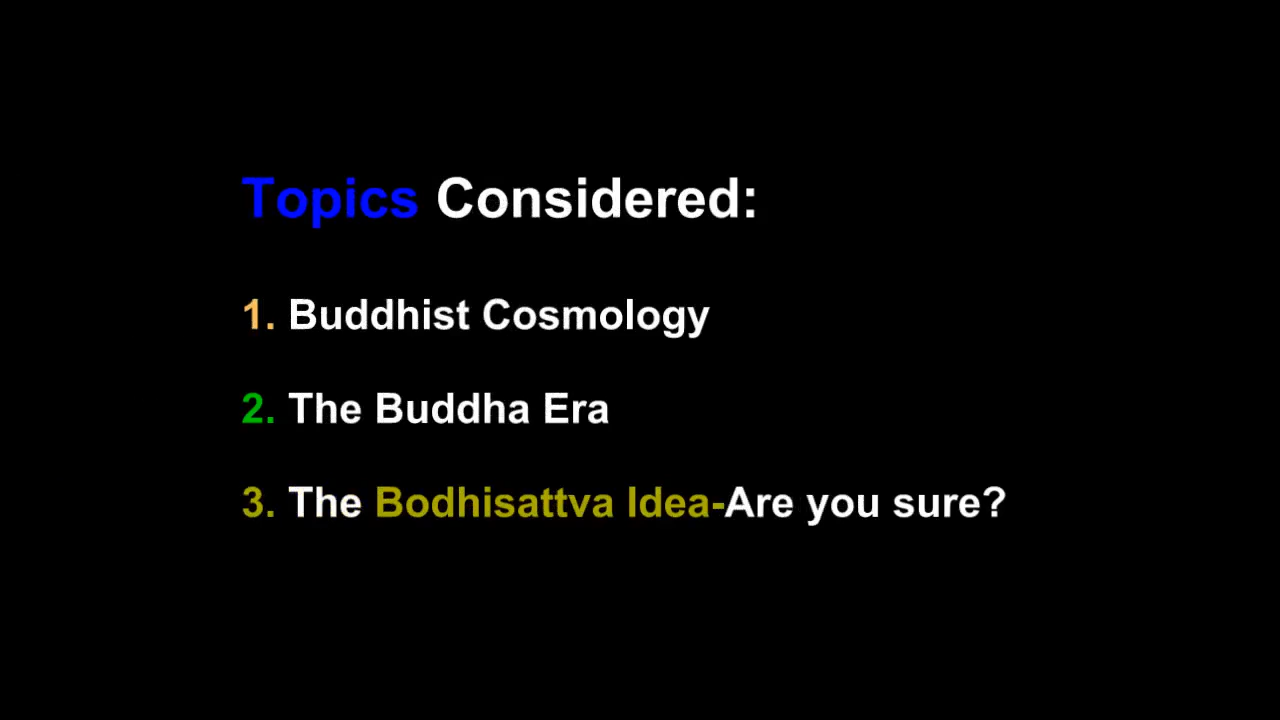 Topics Considered:
1. Buddhist Cosmology
2. The Buddha Era
3. The Bodhisattva Idea-Are you sure?